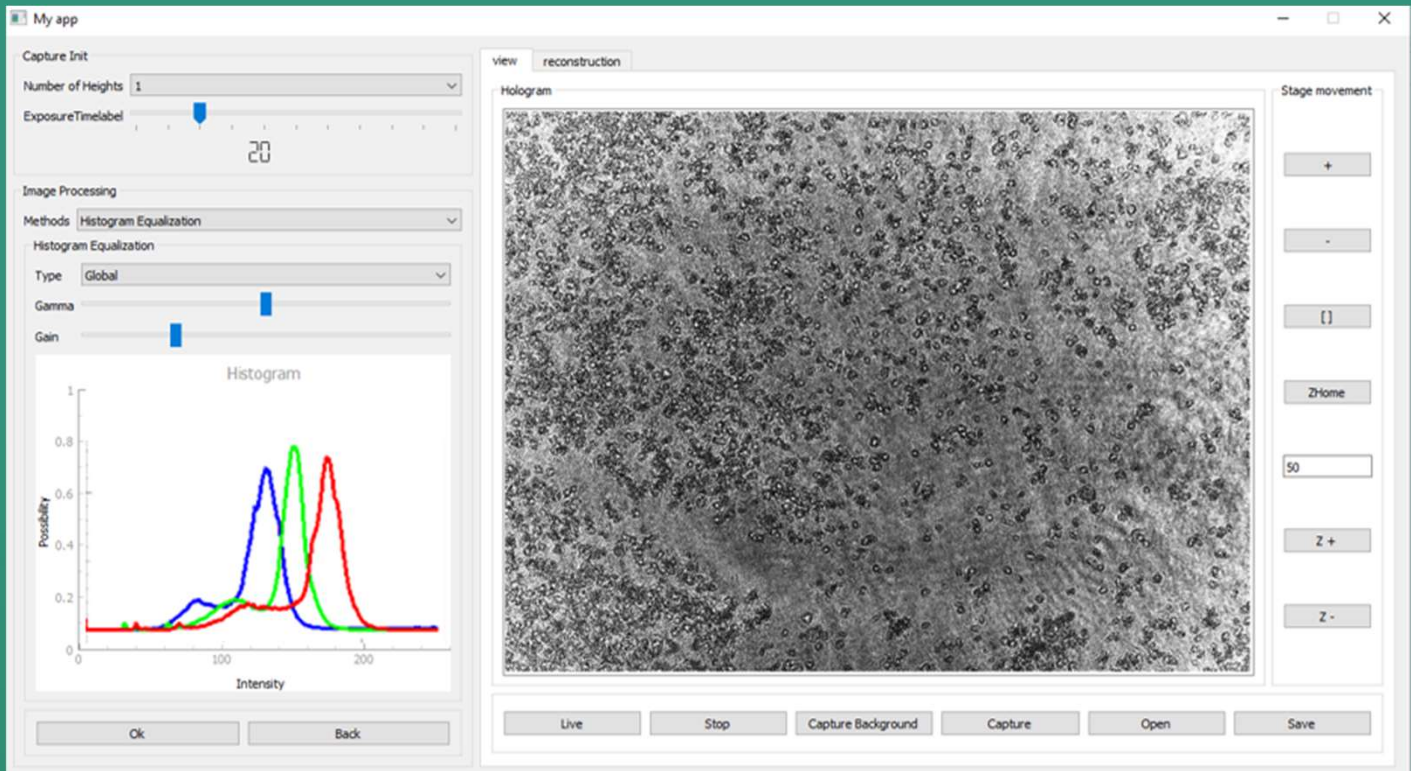 My app
Capture Init
Number of Heights 1
ExposureTimelabel
20
Image Processing
Methods Histogram Equalization
Histogram Equalization
Type Global
Gamma
Gain
Histogram
1
0.8
0.6
0.4
0.2
0
Possibility
0 100 200
Intensity
Ok Back
view reconstruction
Hologram
Stage movement
+
-
[ ]
ZHome
50
Z +
Z -
Live Stop Capture Background Capture Open Save